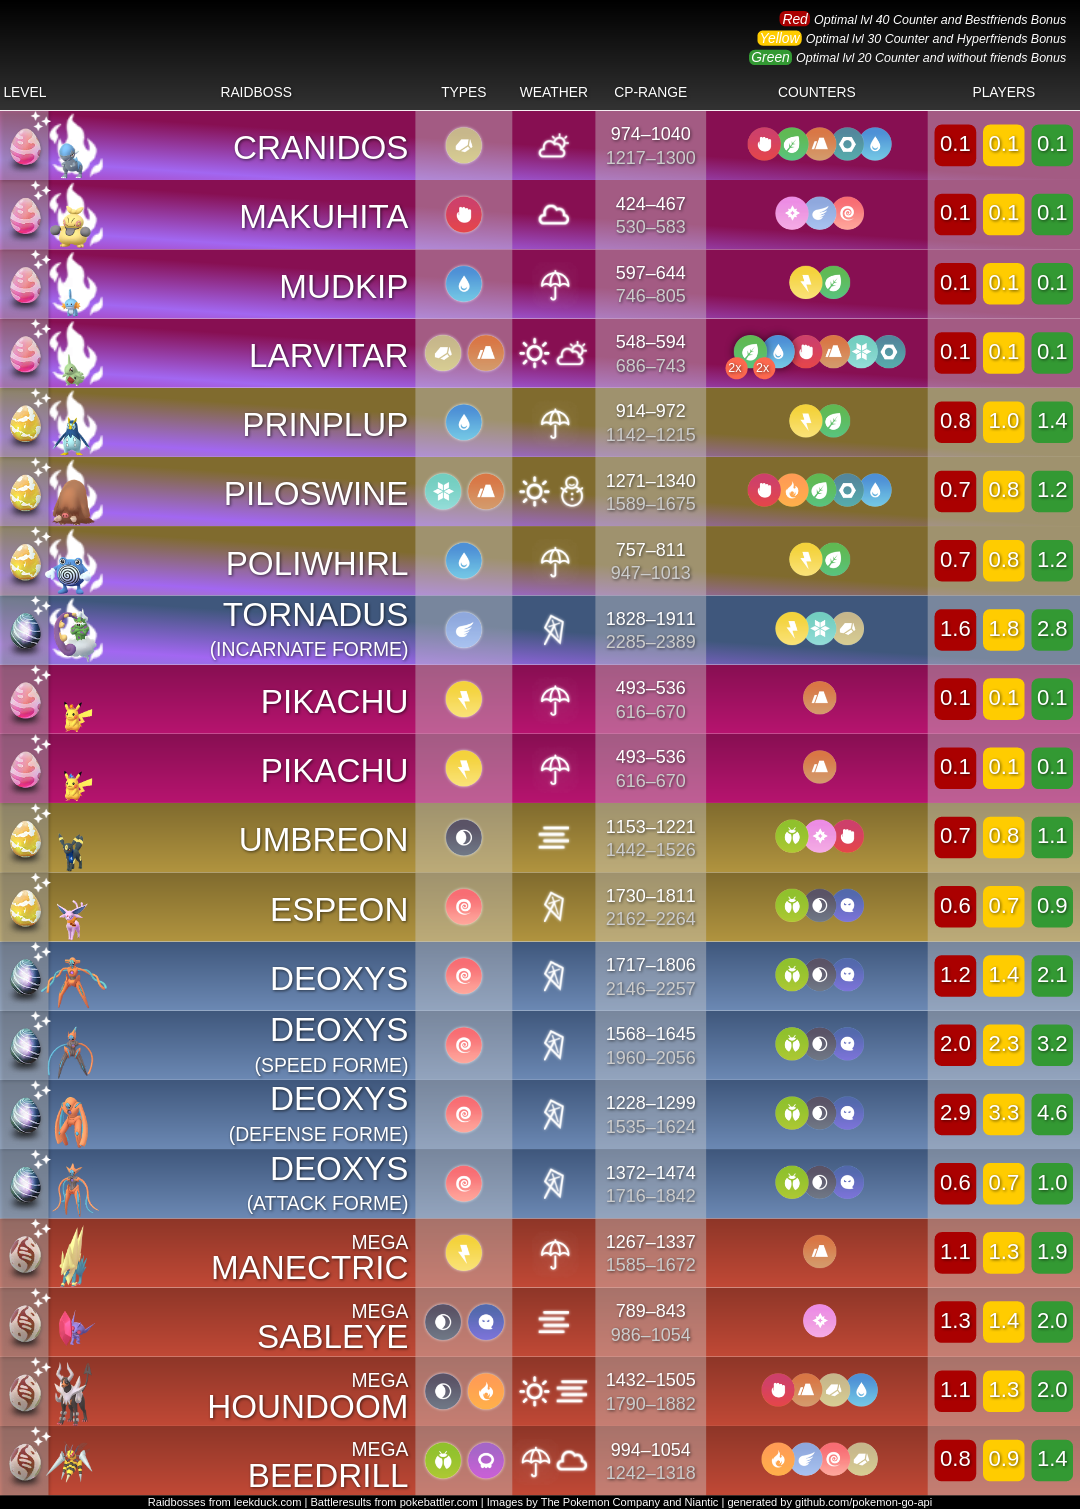 Red Optimal lvl 40 Counter and Bestfriends Bonus
Yellow Optimal lvl 30 Counter and Hyperfriends Bonus
Green Optimal lvl 20 Counter and without friends Bonus
LEVEL RAIDBOSS TYPES WEATHER CP-RANGE COUNTERS PLAYERS
CRANIDOS 974–1040 0.1 0.1 0.1
1217–1300
MAKUHITA 424–467 0.1 0.1 0.1
530–583
MUDKIP 597–644 0.1 0.1 0.1
746–805
LARVITAR 548–594 0.1 0.1 0.1
686–743 2x 2x
PRINPLUP 914–972 0.8 1.0 1.4
1142–1215
PILOSWINE 1271–1340 0.7 0.8 1.2
1589–1675
POLIWHIRL 757–811 0.7 0.8 1.2
947–1013
TORNADUS 1828–1911 1.6 1.8 2.8
(INCARNATE FORME) 2285–2389
PIKACHU 493–536 0.1 0.1 0.1
616–670
PIKACHU 493–536 0.1 0.1 0.1
616–670
UMBREON 1153–1221 0.7 0.8 1.1
1442–1526
ESPEON 1730–1811 0.6 0.7 0.9
2162–2264
DEOXYS 1717–1806 1.2 1.4 2.1
2146–2257
DEOXYS 1568–1645 2.0 2.3 3.2
(SPEED FORME) 1960–2056
DEOXYS 1228–1299 2.9 3.3 4.6
(DEFENSE FORME) 1535–1624
DEOXYS 1372–1474 0.6 0.7 1.0
(ATTACK FORME) 1716–1842
MEGA 1267–1337 1.1 1.3 1.9
MANECTRIC 1585–1672
MEGA 789–843 1.3 1.4 2.0
SABLEYE 986–1054
MEGA 1432–1505 1.1 1.3 2.0
HOUNDOOM 1790–1882
MEGA 994–1054 0.8 0.9 1.4
BEEDRILL 1242–1318
Raidbosses from leekduck.com | Battleresults from pokebattler.com | Images by The Pokemon Company and Niantic | generated by github.com/pokemon-go-api